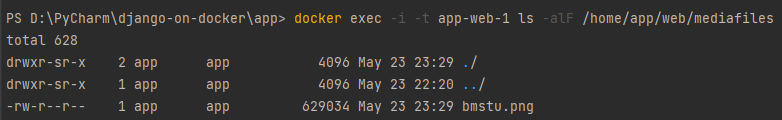 PS D:\PyCharm\django-on-docker\app> docker exec -i -t app-web-1 ls -alF /home/app/web/mediafiles
total 628
drwxr-sr-x    2 app      app           4096 May 23 23:29 ./
drwxr-sr-x    1 app      app           4096 May 23 22:20 ../
-rw-r--r--    1 app      app         629034 May 23 23:29 bmstu.png